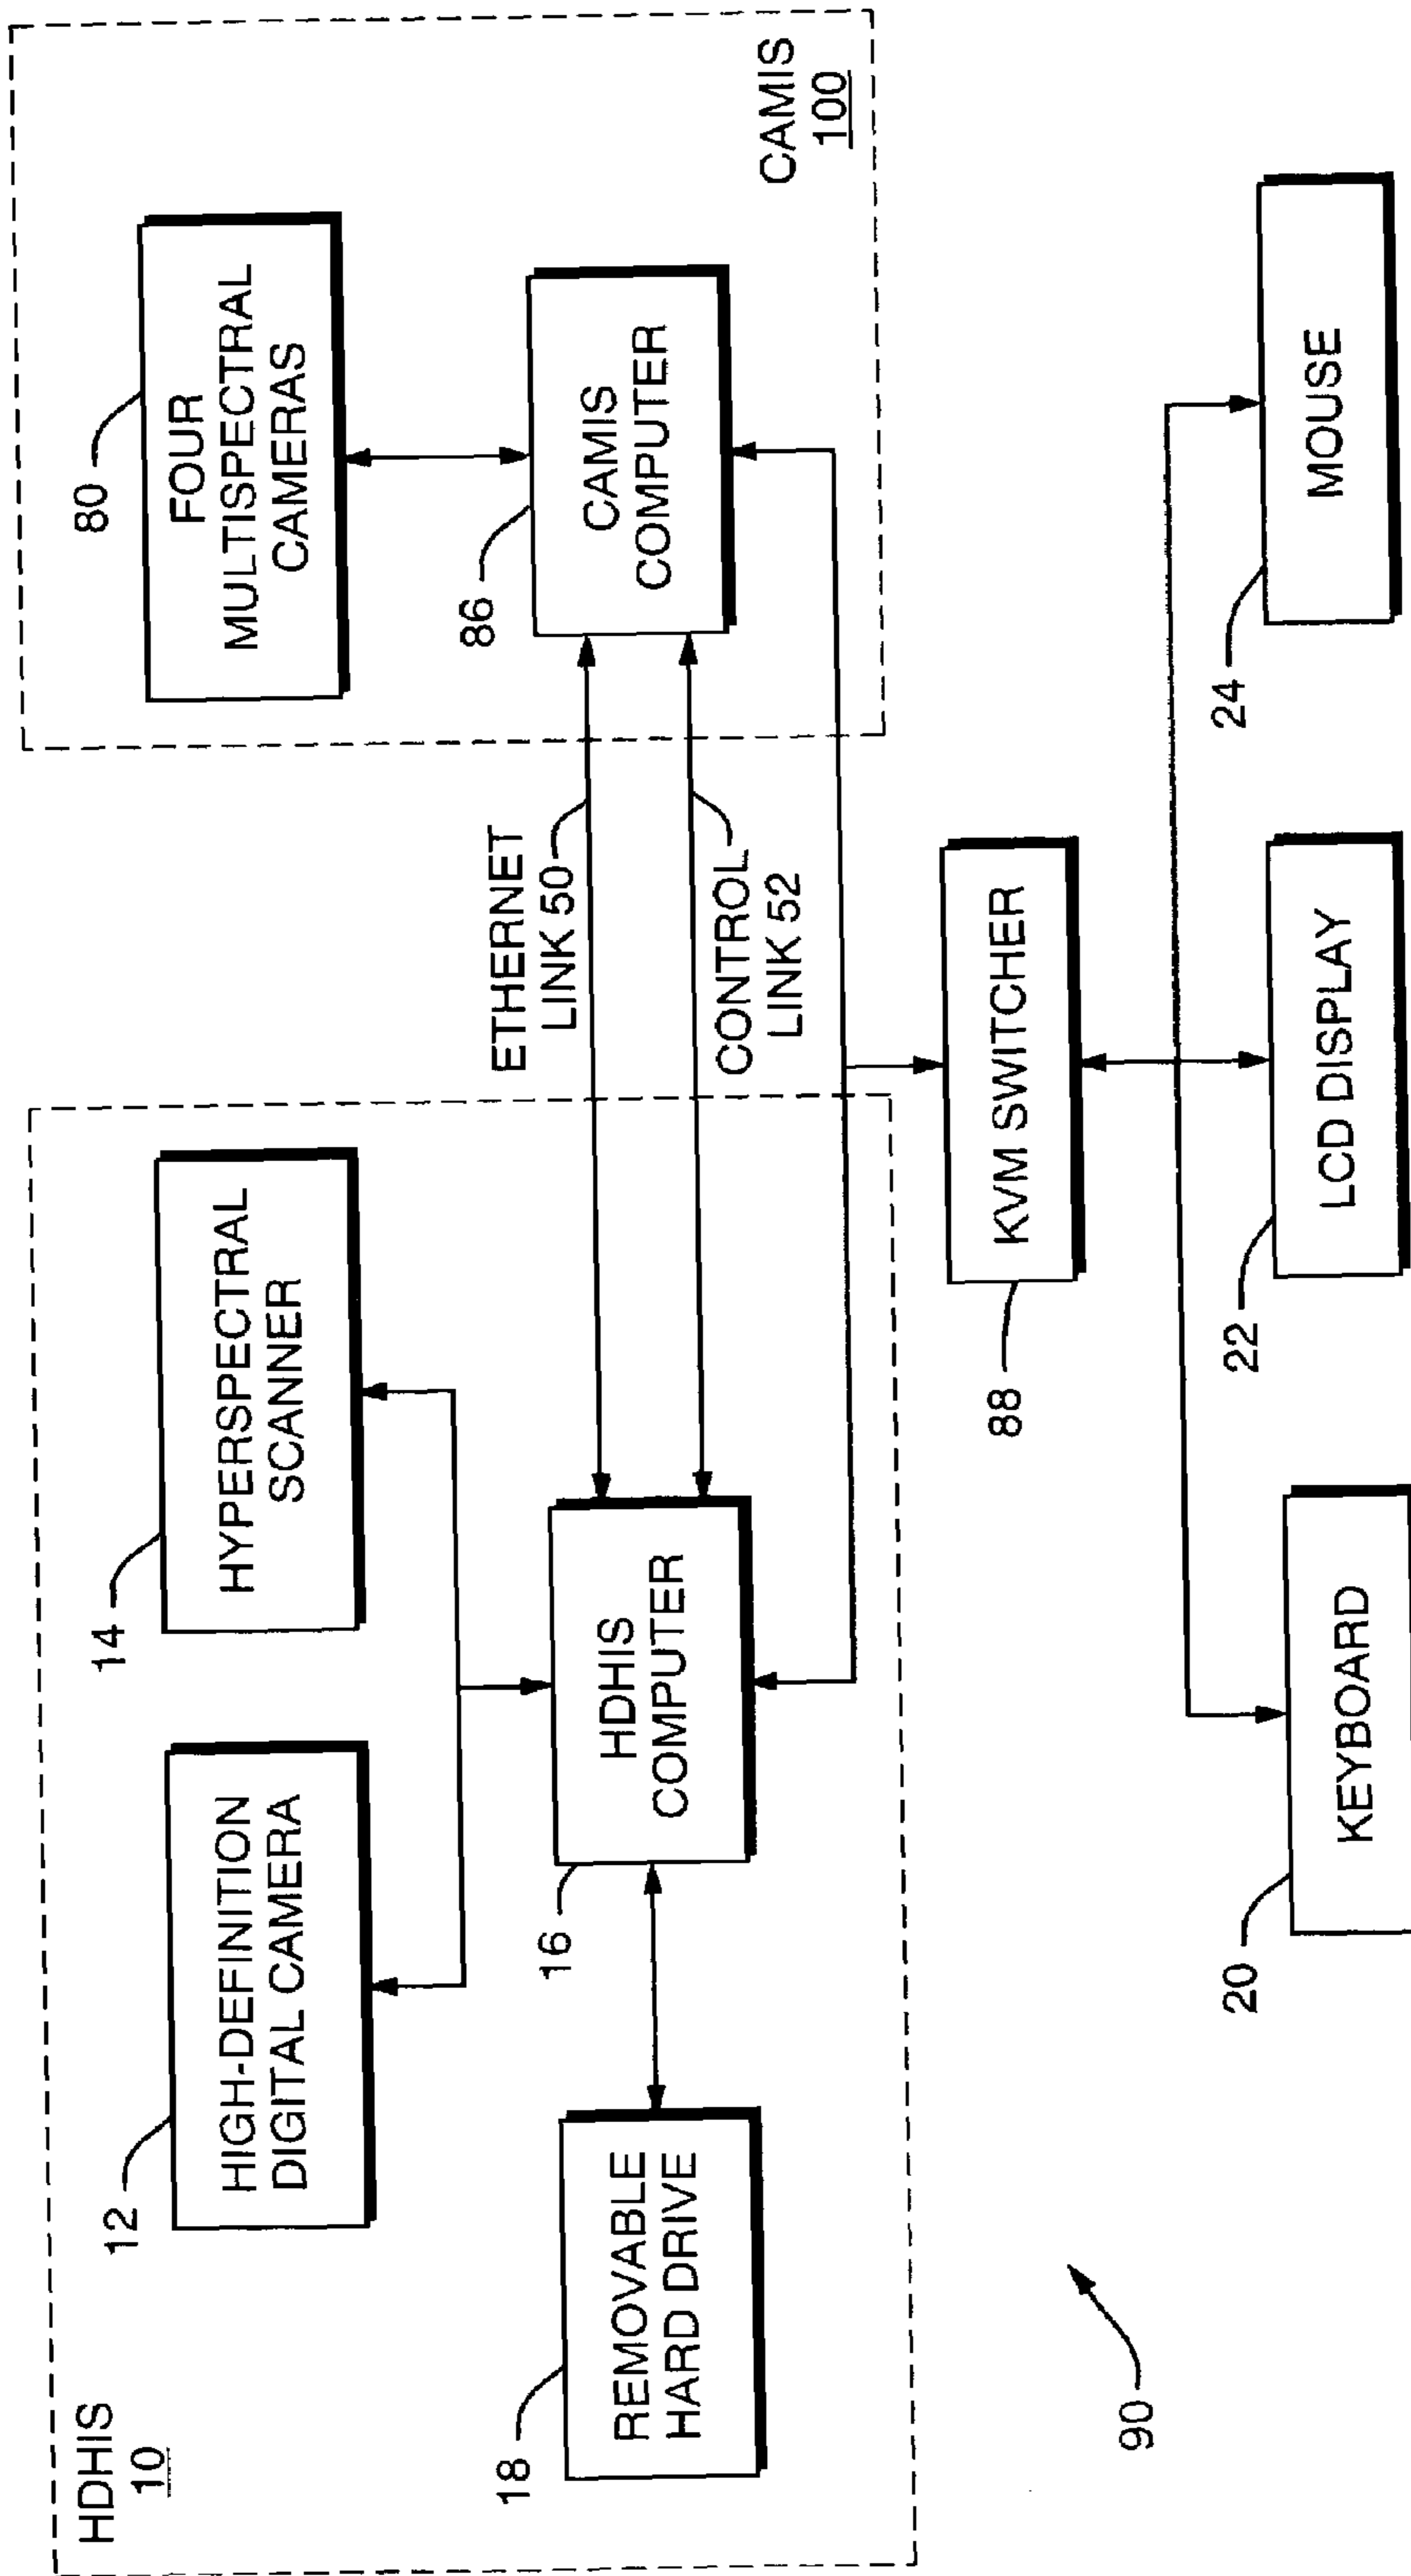 HDHIS
10
12
HIGH-DEFINITION
DIGITAL CAMERA
14
HYPERSPECTRAL
SCANNER
18
REMOVABLE
HARD DRIVE
16
HDHIS
COMPUTER
ETHERNET
LINK 50
CONTROL
LINK 52
80
FOUR
MULTISPECTRAL
CAMERAS
86
CAMIS
COMPUTER
CAMIS
100
88
KVM SWITCHER
90
20
KEYBOARD
22
LCD DISPLAY
24
MOUSE